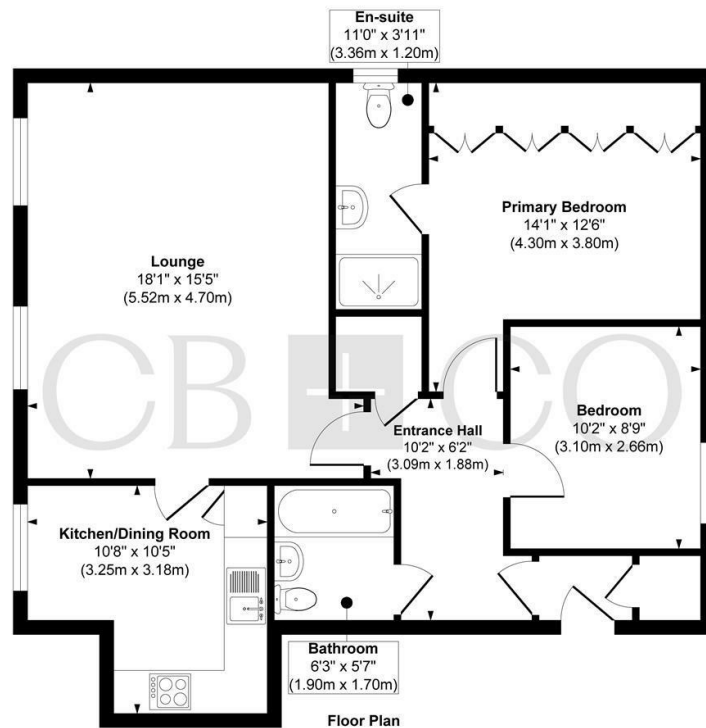 En-suite
11'0" x 3'11"
(3.36m x 1.20m)
Primary Bedroom
14'1" x 12'6"
(4.30m x 3.80m)
Lounge
18'1" x 15'5"
(5.52m x 4.70m)
CB + CO
Entrance Hall
10'2" x 6'2"
(3.09m x 1.88m)
Bedroom
10'2" x 8'9"
(3.10m x 2.66m)
Kitchen/Dining Room
10'8" x 10'5"
(3.25m x 3.18m)
Bathroom
6'3" x 5'7"
(1.90m x 1.70m)
Floor Plan